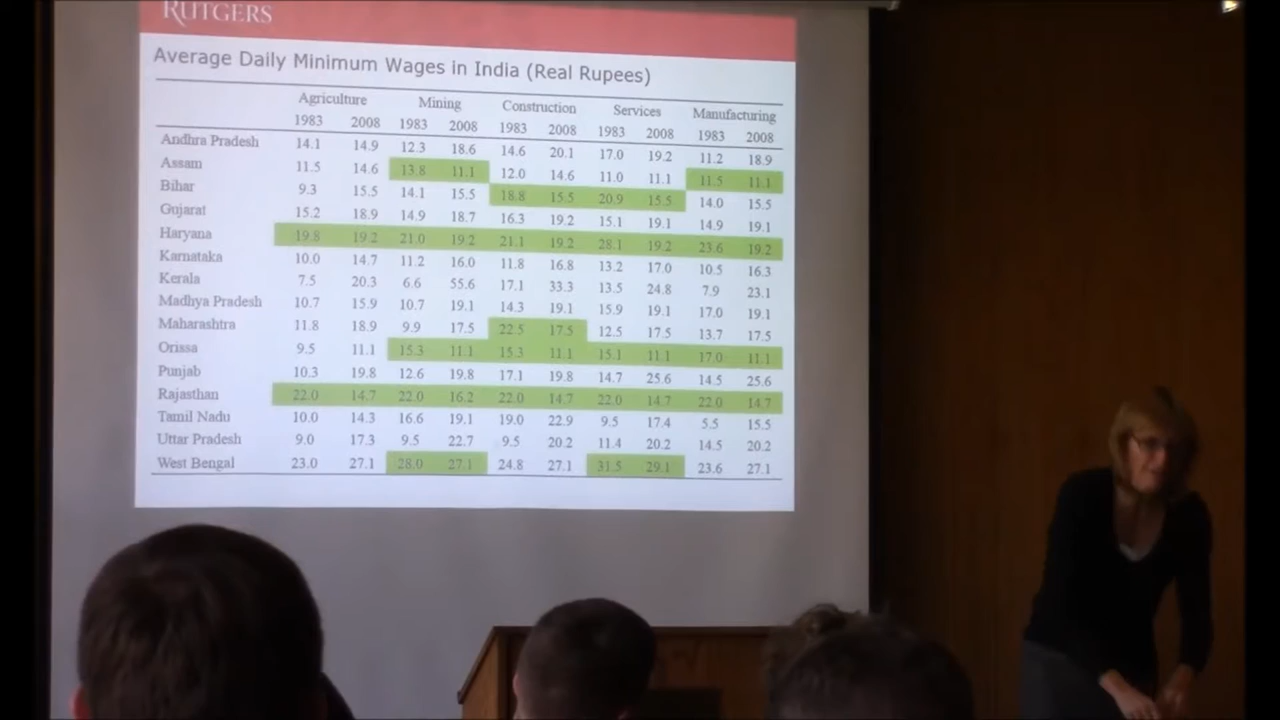 RUTGERS
Average Daily Minimum Wages in India (Real Rupees)
Agriculture Mining Construction Services Manufacturing
1983 2008 1983 2008 1983 2008 1983 2008 1983 2008
Andhra Pradesh 14.1 14.9 12.3 18.6 14.6 20.1 17.0 19.2 11.2 18.9
Assam 11.5 14.6 13.8 11.1 12.0 14.6 11.0 11.1 11.5 11.1
Bihar 9.3 15.5 14.1 15.5 18.8 15.5 20.9 15.5 14.0 15.5
Gujarat 15.2 18.9 14.9 18.7 16.3 19.2 15.1 19.1 14.9 19.1
Haryana 19.8 19.2 21.0 19.2 21.1 19.2 28.1 19.2 23.6 19.2
Karnataka 10.0 14.7 11.2 16.0 11.8 16.8 13.2 17.0 10.5 16.3
Kerala 7.5 20.3 6.6 55.6 17.1 33.3 13.5 24.8 7.9 23.1
Madhya Pradesh 10.7 15.9 10.7 19.1 14.3 19.1 15.9 19.1 17.0 19.1
Maharashtra 11.8 18.9 9.9 17.5 22.5 17.5 12.5 17.5 13.7 17.5
Orissa 9.5 11.1 15.3 11.1 15.3 11.1 15.1 11.1 17.0 11.1
Punjab 10.3 19.8 12.6 19.8 17.1 19.8 14.7 25.6 14.5 25.6
Rajasthan 22.0 14.7 22.0 16.2 22.0 14.7 22.0 14.7 22.0 14.7
Tamil Nadu 10.0 14.3 16.6 19.1 19.0 22.9 9.5 17.4 5.5 15.5
Uttar Pradesh 9.0 17.3 9.5 22.7 9.5 20.2 11.4 20.2 14.5 20.2
West Bengal 23.0 27.1 28.0 27.1 24.8 27.1 31.5 29.1 23.6 27.1